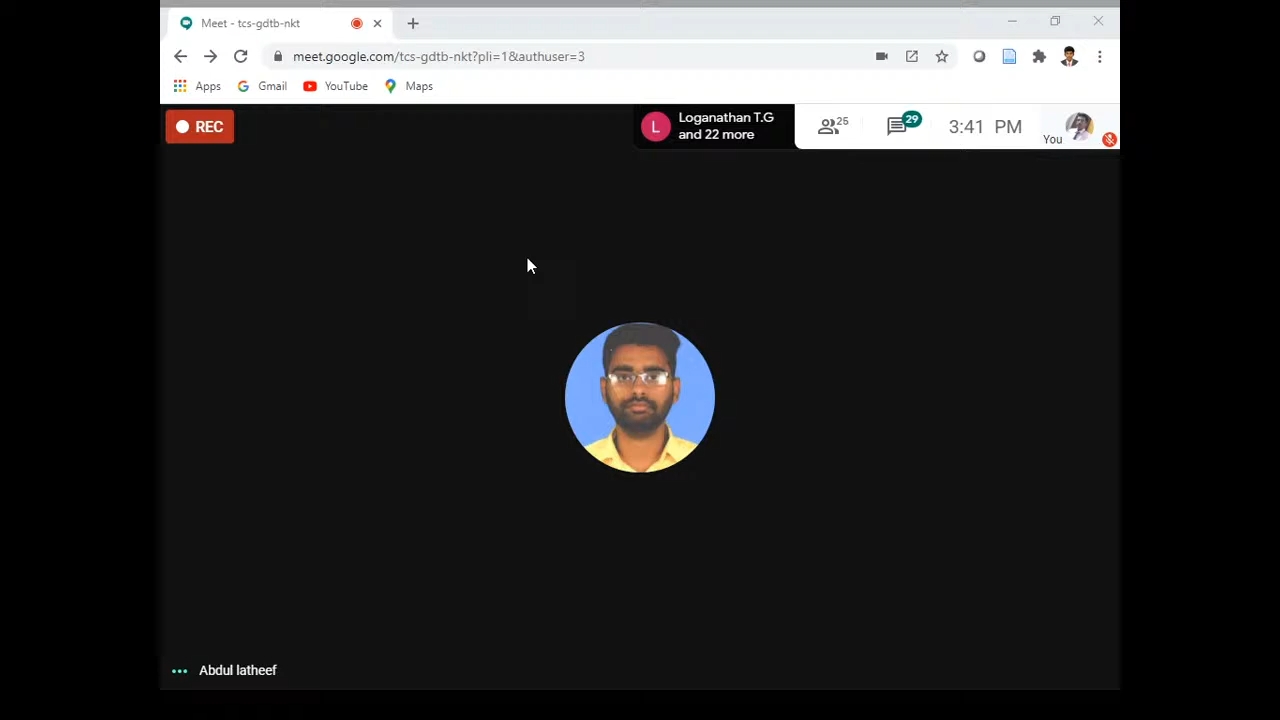 Meet - tcs-gdtb-nkt
meet.google.com/tcs-gdtb-nkt?pli=1&authuser=3
Apps Gmail YouTube Maps
REC
L
Loganathan T.G
and 22 more
25
29
3:41 PM
You
Abdul latheef